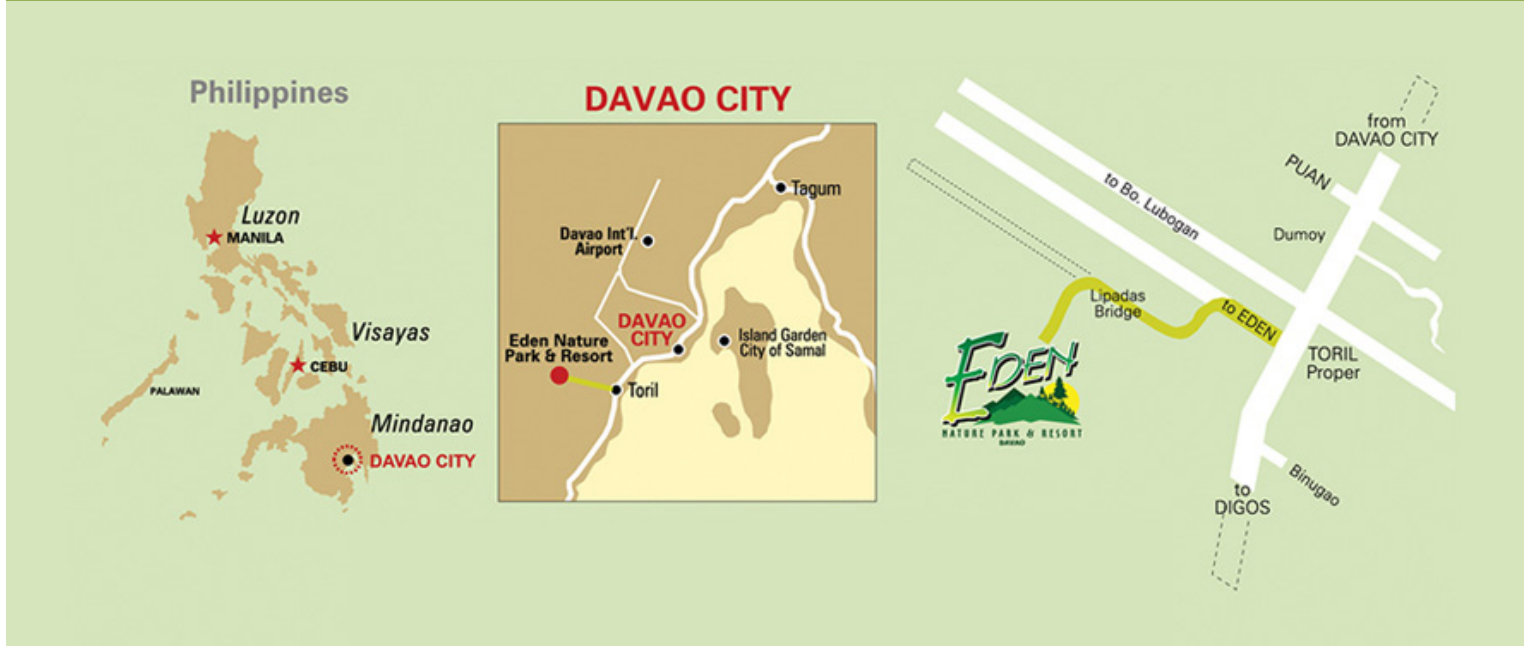 Philippines
Luzon
MANILA
Visayas
CEBU
PALAWAN
Mindanao
DAVAO CITY
DAVAO CITY
Tagum
Davao Int'l.
Airport
DAVAO
CITY
Island Garden
City of Samal
Eden Nature
Park & Resort
Toril
from
DAVAO CITY
PUAN
to Bo. Lubogan
Dumoy
Lipadas
Bridge
to EDEN
TORIL
Proper
EDEN
NATURE PARK & RESORT
DAVAO
Binugao
to
DIGOS